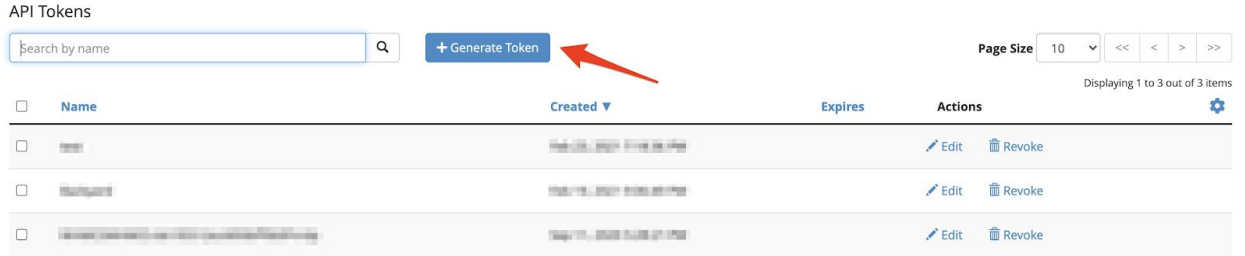 API Tokens
Search by name
+ Generate Token
Page Size 10 << < > >>
Displaying 1 to 3 out of 3 items
Name Created ▼ Expires Actions
Edit Revoke
Edit Revoke
Edit Revoke